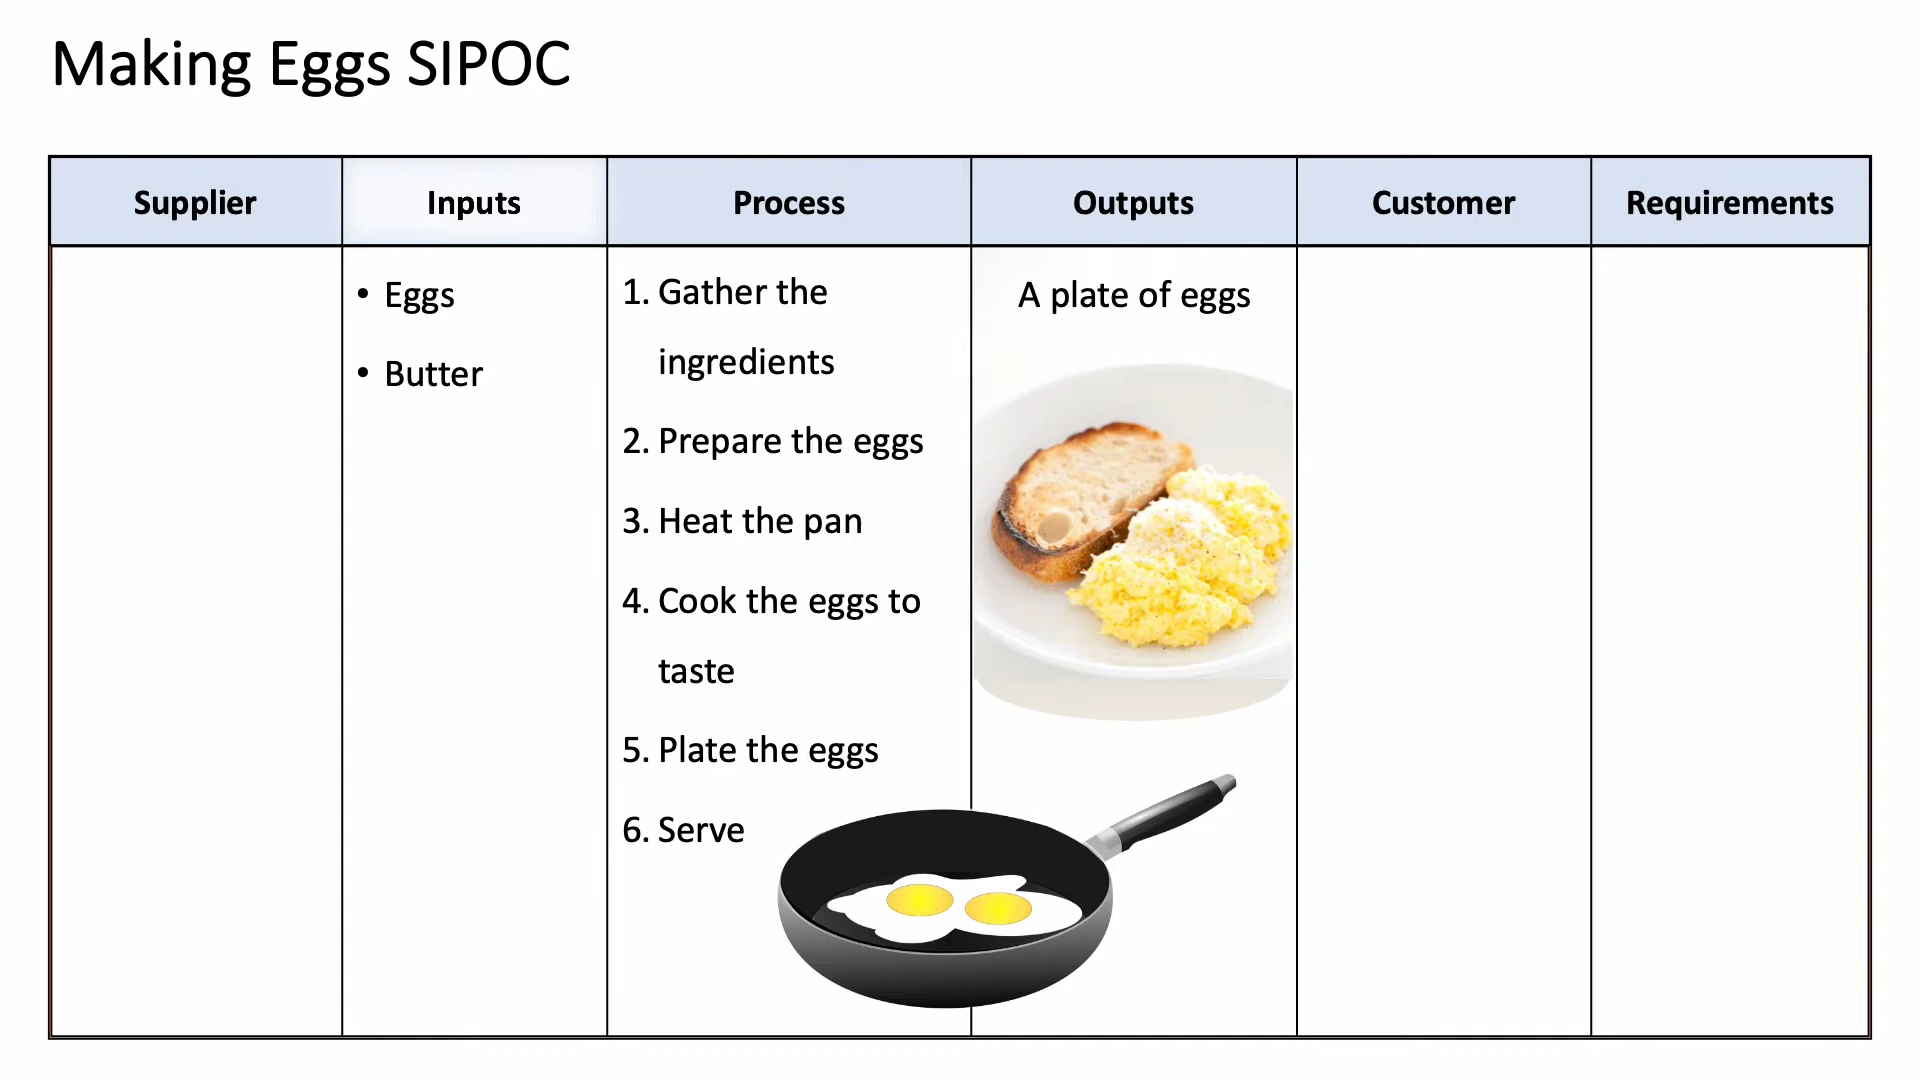 Making Eggs SIPOC
Supplier
Inputs
Process
Outputs
Customer
Requirements
• Eggs
• Butter
1. Gather the
ingredients
2. Prepare the eggs
3. Heat the pan
4. Cook the eggs to
taste
5. Plate the eggs
6. Serve
A plate of eggs